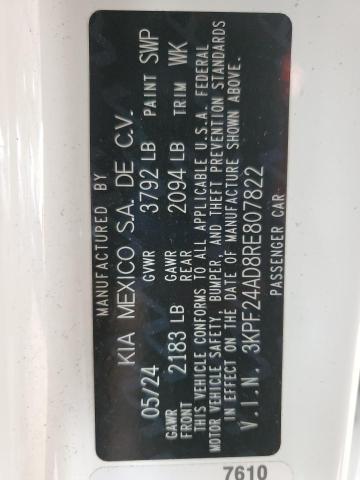 MANUFACTURED BY
KIA MEXICO S.A. DE C.V.
05/24 GVWR 3792 LB PAINT SWP
GAWR FRONT 2183 LB GAWR REAR 2094 LB TRIM WK
THIS VEHICLE CONFORMS TO ALL APPLICABLE U.S.A. FEDERAL
MOTOR VEHICLE SAFETY, BUMPER, AND THEFT PREVENTION STANDARDS
IN EFFECT ON THE DATE OF MANUFACTURE SHOWN ABOVE.
V.I.N. 3KPF24AD8RE807822
PASSENGER CAR
7610